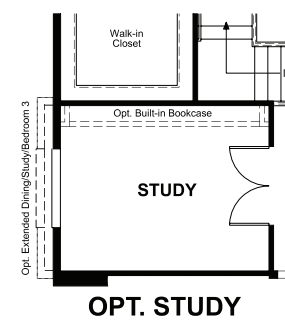 Walk-in
Closet
Opt. Built-in Bookcase
Opt. Extended Dining/Study/Bedroom 3
STUDY
OPT. STUDY